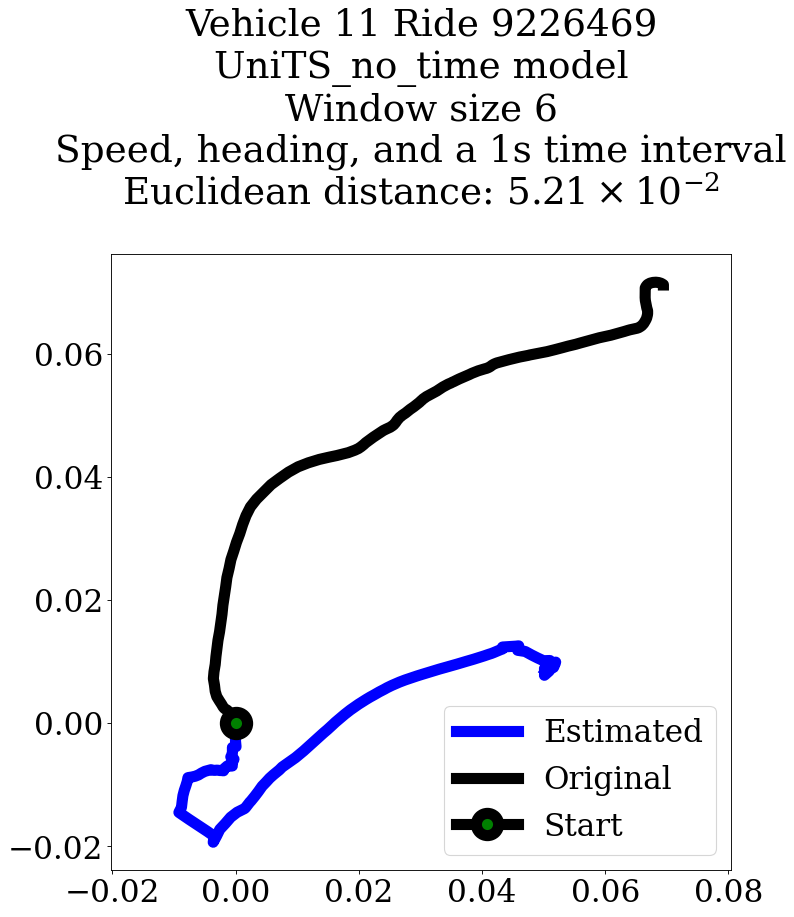 Vehicle 11 Ride 9226469
UniTS_no_time model
Window size 6
Speed, heading, and a 1s time interval
Euclidean distance: 5.21 × 10⁻²
0.06
0.04
0.02
0.00
−0.02
Estimated
Original
Start
−0.02 0.00 0.02 0.04 0.06 0.08